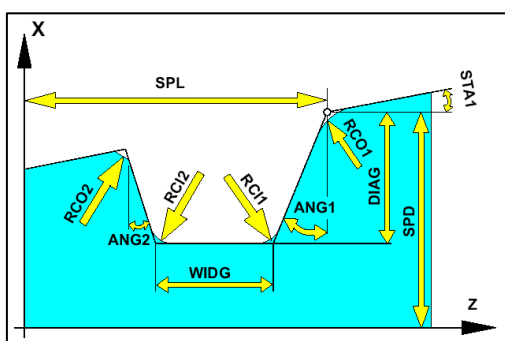 X
SPL
STA1
RCO1
RCO2
RCI2
RCI1
DIAG
SPD
ANG1
ANG2
WIDG
Z